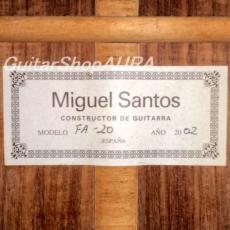 GuitarShopAURA
Miguel Santos
CONSTRUCTOR DE GUITARRA
MODELO FA-20 AÑO 2002
ESPAÑA